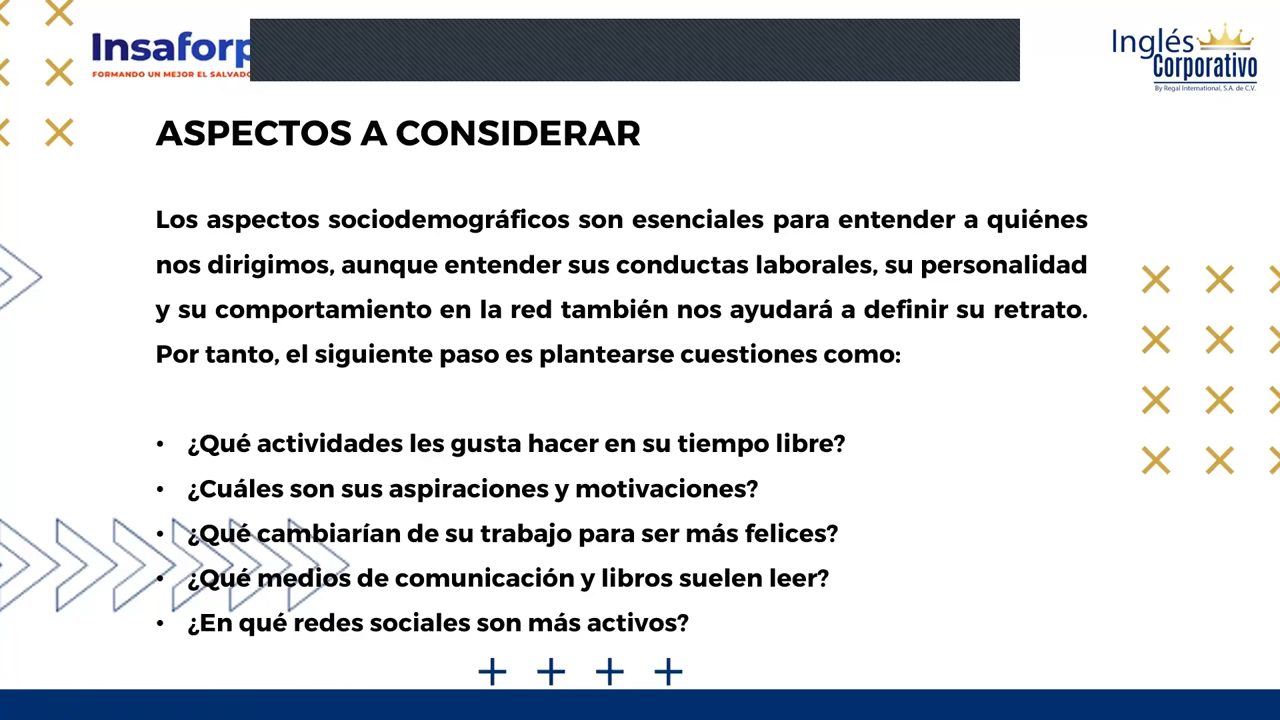 Insaforp
FORMANDO UN MEJOR EL SALVADO
Inglés
Corporativo
By Regal International, S.A. de C.V.
ASPECTOS A CONSIDERAR
Los aspectos sociodemográficos son esenciales para entender a quiénes
nos dirigimos, aunque entender sus conductas laborales, su personalidad
y su comportamiento en la red también nos ayudará a definir su retrato.
Por tanto, el siguiente paso es plantearse cuestiones como:
• ¿Qué actividades les gusta hacer en su tiempo libre?
• ¿Cuáles son sus aspiraciones y motivaciones?
• ¿Qué cambiarían de su trabajo para ser más felices?
• ¿Qué medios de comunicación y libros suelen leer?
• ¿En qué redes sociales son más activos?